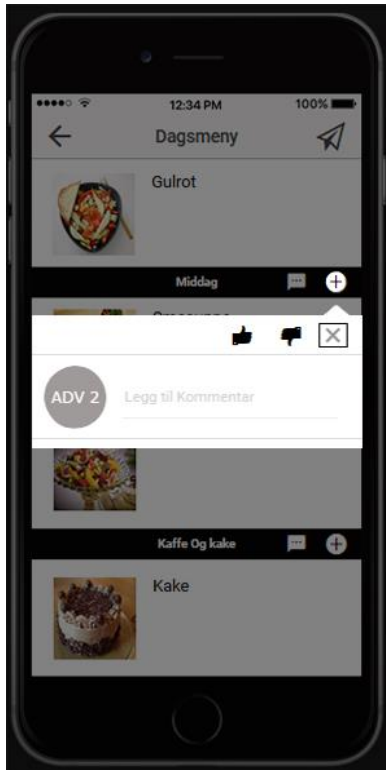 12:34 PM
100%
Dagsmeny
Gulrot
Middag
ADV 2
Legg til Kommentar
Kaffe Og kake
Kake